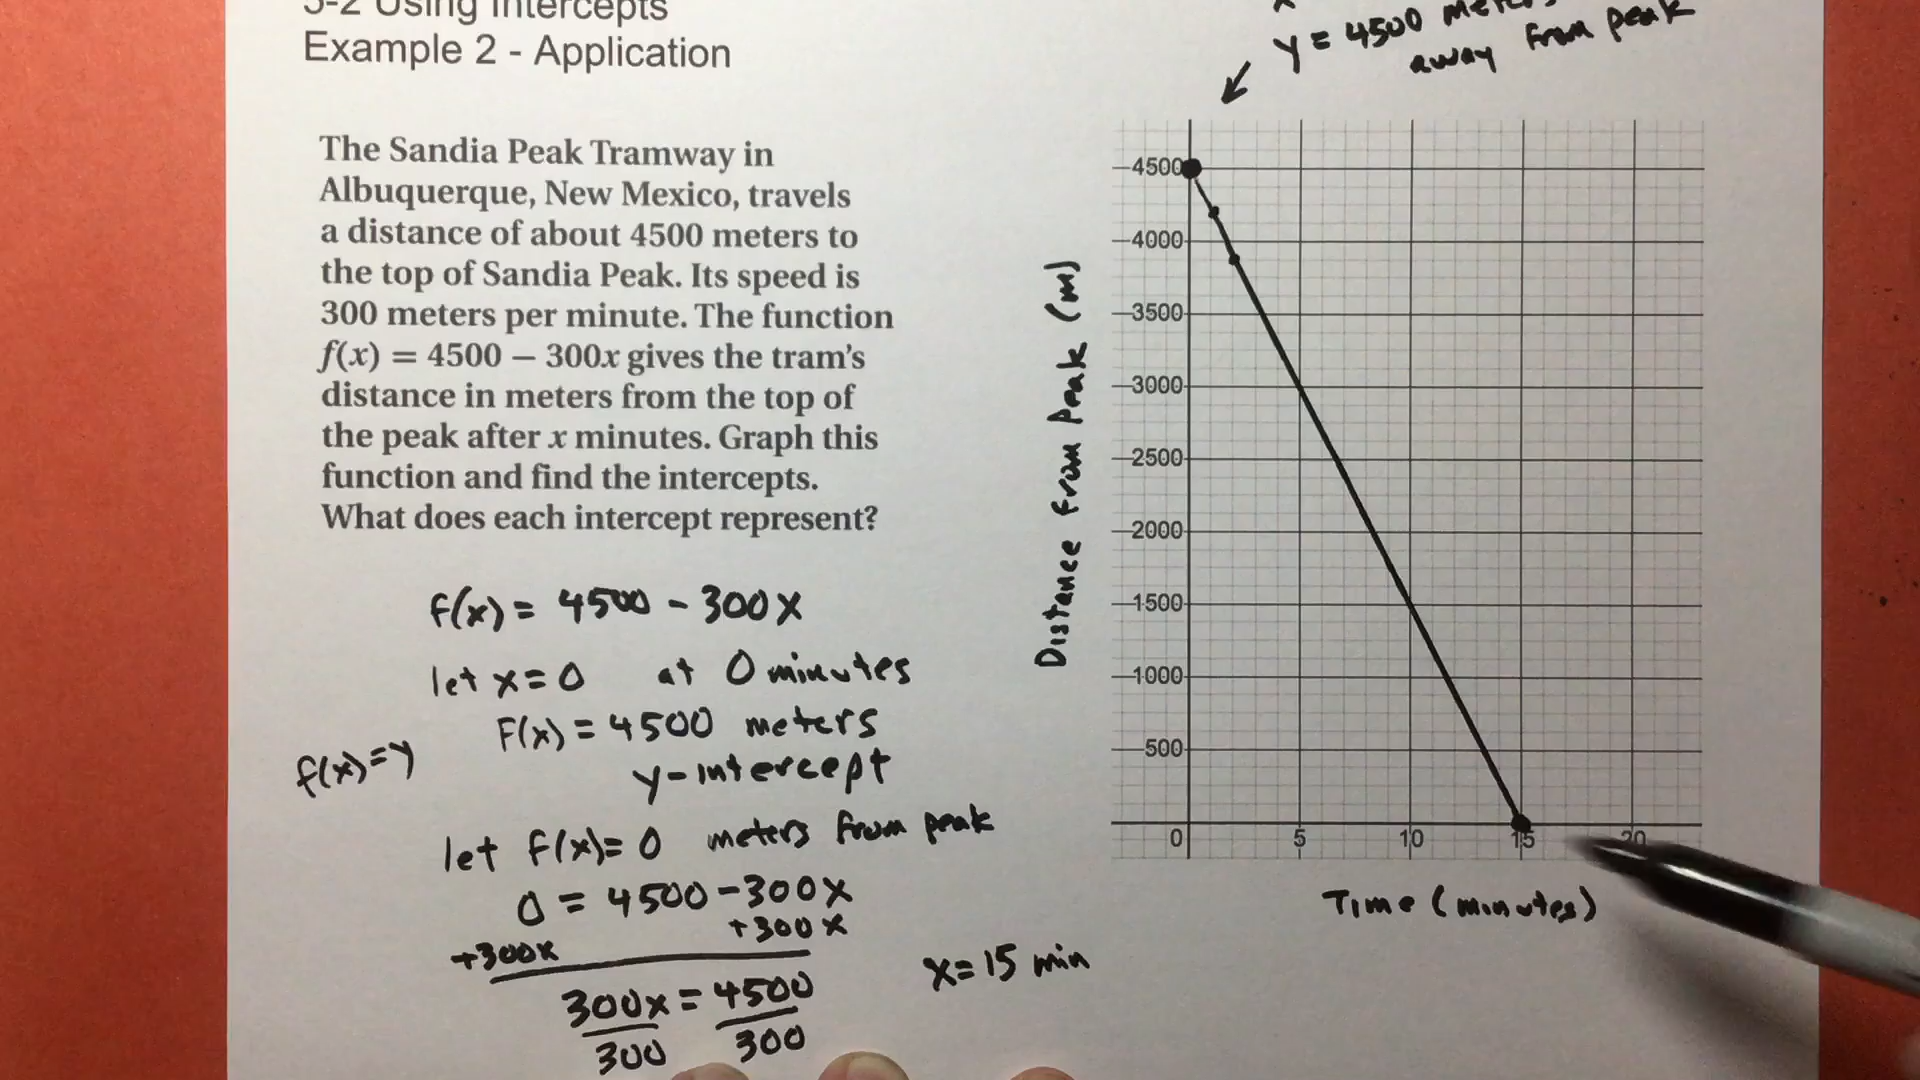 5-2 Using Intercepts
Example 2 - Application
The Sandia Peak Tramway in
Albuquerque, New Mexico, travels
a distance of about 4500 meters to
the top of Sandia Peak. Its speed is
300 meters per minute. The function
f(x) = 4500 – 300x gives the tram's
distance in meters from the top of
the peak after x minutes. Graph this
function and find the intercepts.
What does each intercept represent?
f(x) = 4500 - 300x
let x = 0 at 0 minutes
F(x) = 4500 meters
f(x) = y
y-intercept
let f(x) = 0 meters from peak
0 = 4500 - 300x
+300x
+300x
300x = 4500
300 300
x = 15 min
y = 4500 meters
away from peak
Distance from Peak (m)
4500
4000
3500
3000
2500
2000
1500
1000
500
0 5 10 15 20
Time (minutes)